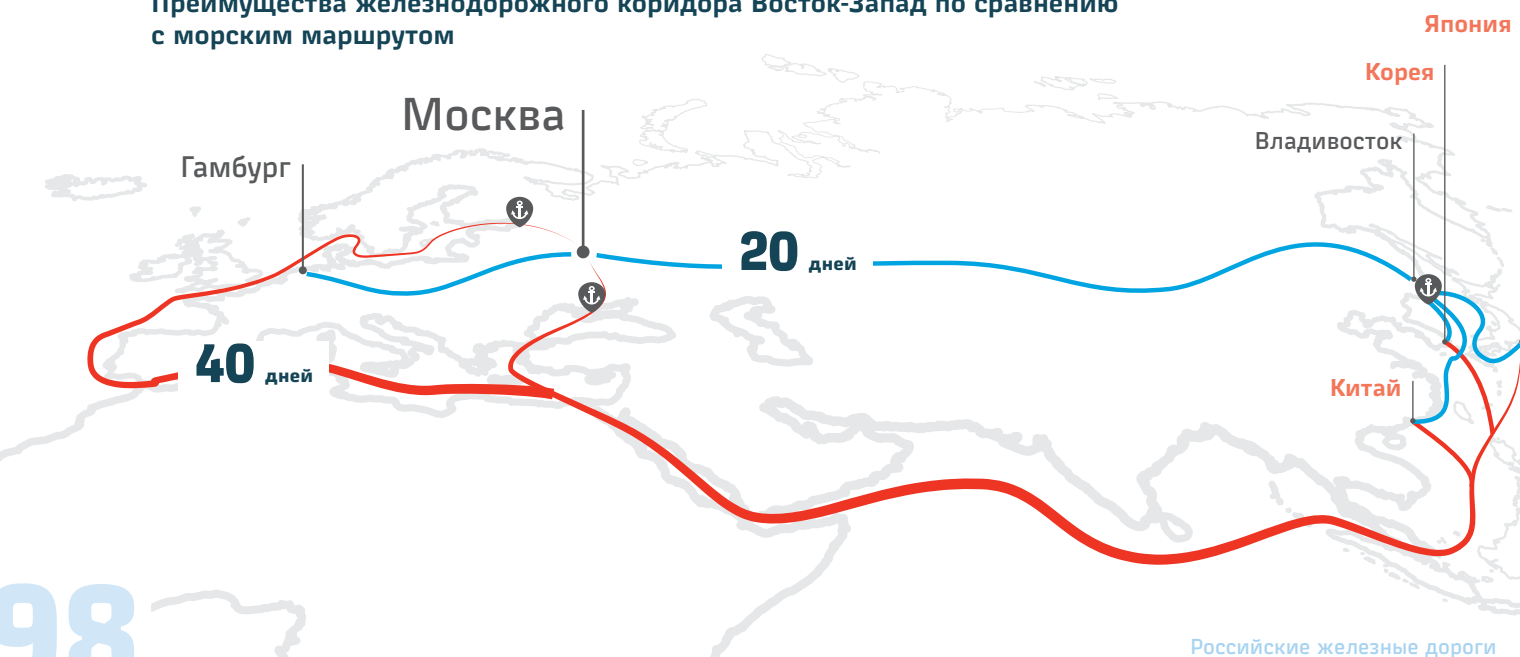 Преимущества железнодорожного коридора Восток-Запад по сравнению
с морским маршрутом
Япония
Корея
Москва
Владивосток
Гамбург
20 дней
40 дней
Китай
98
Российские железные дороги